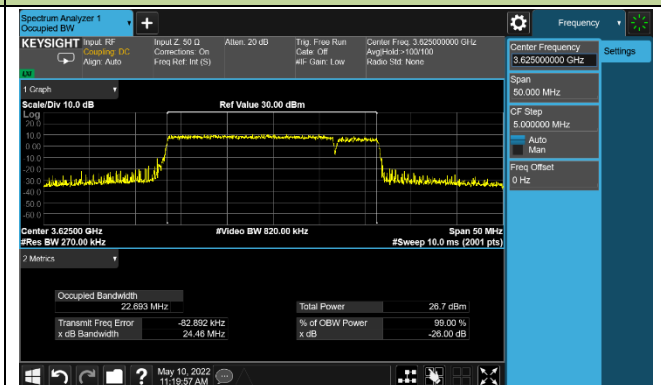 Spectrum Analyzer 1
Occupied BW
+
Frequency
KEYSIGHT
Input: RF
Coupling: DC
Align: Auto
Input Z: 50 Ω
Corrections: On
Freq Ref: Int (S)
Atten: 20 dB
Trig: Free Run
Gate: Off
#IF Gain: Low
Center Freq: 3.625000000 GHz
Avg|Hold:>100/100
Radio Std: None
Center Frequency
3.625000000 GHz
Settings
Span
50.000 MHz
CF Step
5.000000 MHz
Auto
Man
Freq Offset
0 Hz
1 Graph
Scale/Div 10.0 dB
Ref Value 30.00 dBm
Log
20.0
10.0
0.00
-10.0
-20.0
-30.0
-40.0
-50.0
-60.0
Center 3.62500 GHz
#Video BW 820.00 kHz
Span 50 MHz
#Res BW 270.00 kHz
#Sweep 10.0 ms (2001 pts)
2 Metrics
Occupied Bandwidth
22.693 MHz
Total Power
26.7 dBm
Transmit Freq Error
-82.892 kHz
% of OBW Power
99.00 %
x dB Bandwidth
24.46 MHz
x dB
-26.00 dB
?
May 10, 2022
11:19:57 AM